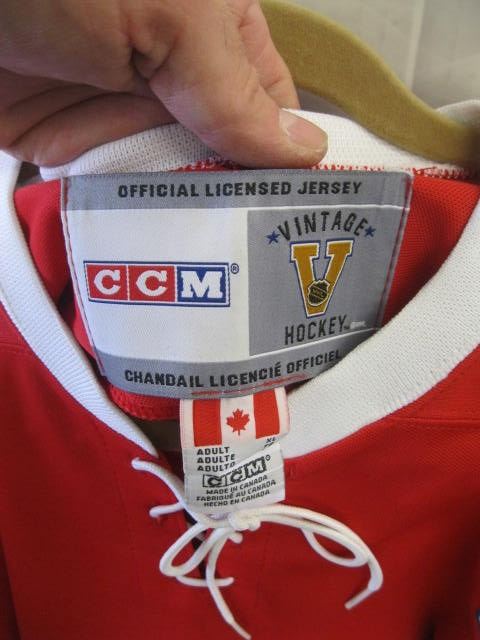 OFFICIAL LICENSED JERSEY
CCM®
VINTAGE
V
HOCKEY
CHANDAIL LICENCIÉ OFFICIEL
ADULT XL
ADULTE
ADULTO
CCM
MADE IN CANADA
FABRIQUÉ AU CANADA
HECHO EN CANADA